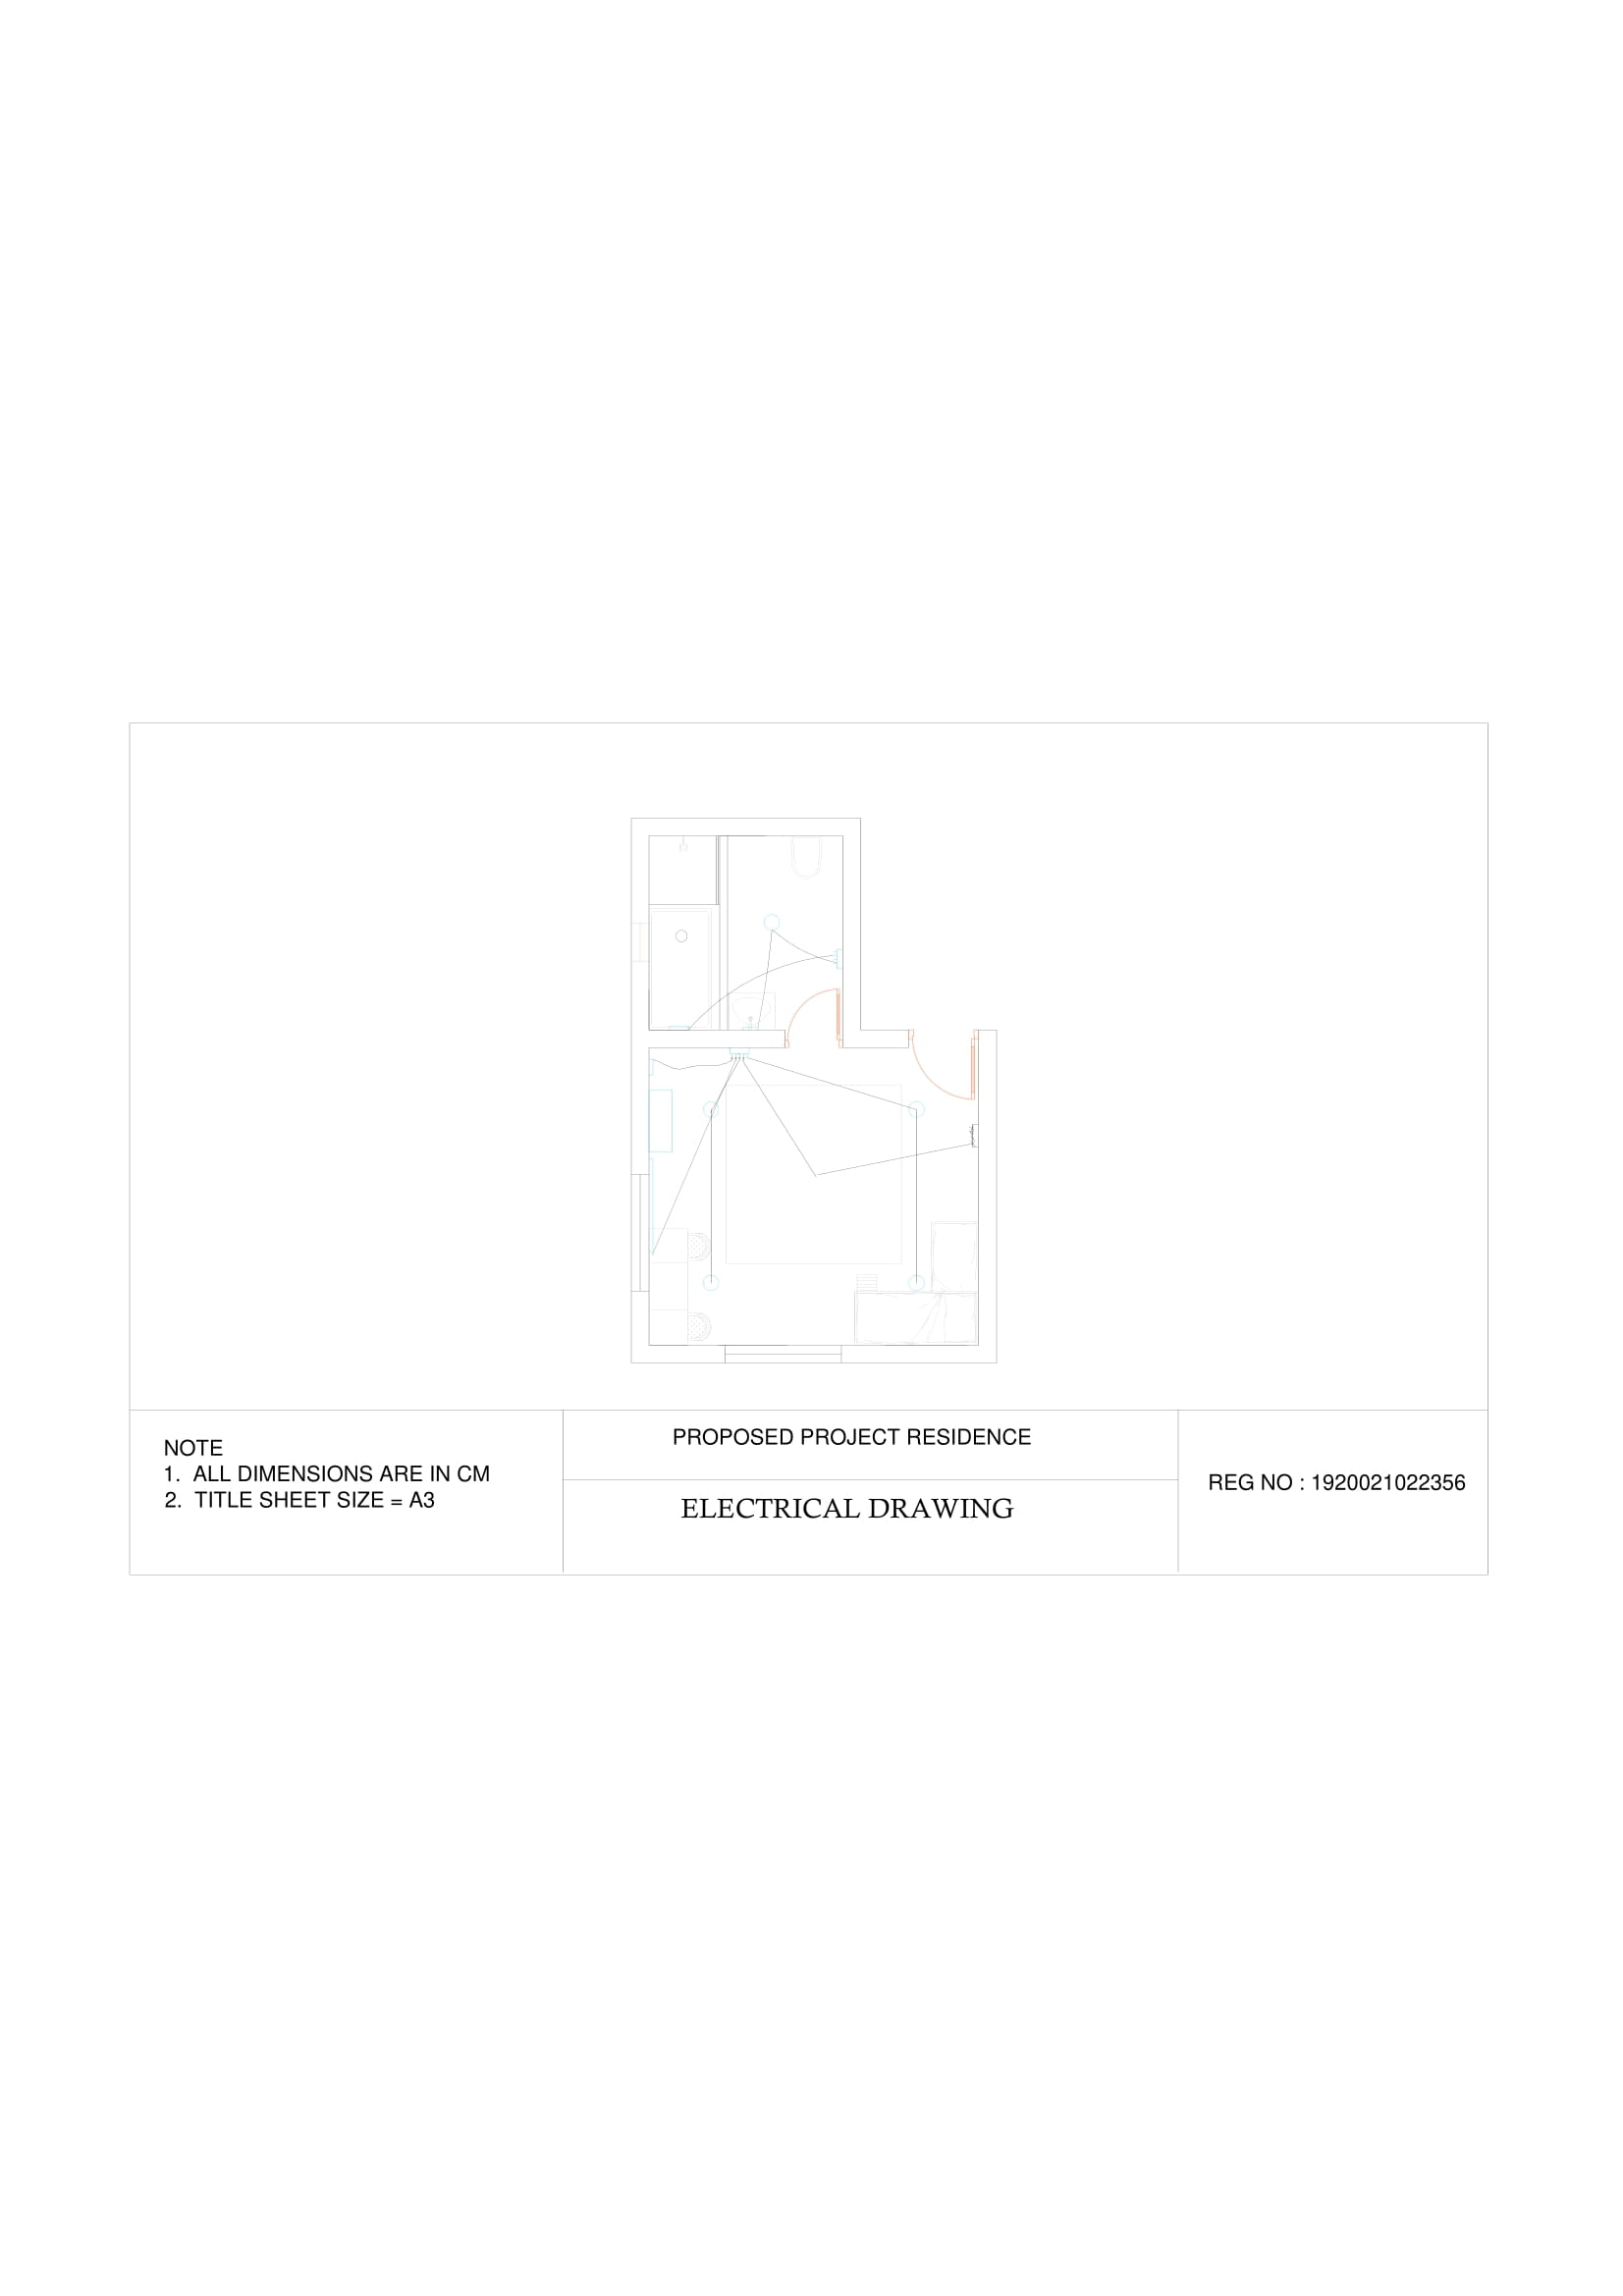 NOTE
1. ALL DIMENSIONS ARE IN CM
2. TITLE SHEET SIZE = A3
PROPOSED PROJECT RESIDENCE
ELECTRICAL DRAWING
REG NO : 1920021022356